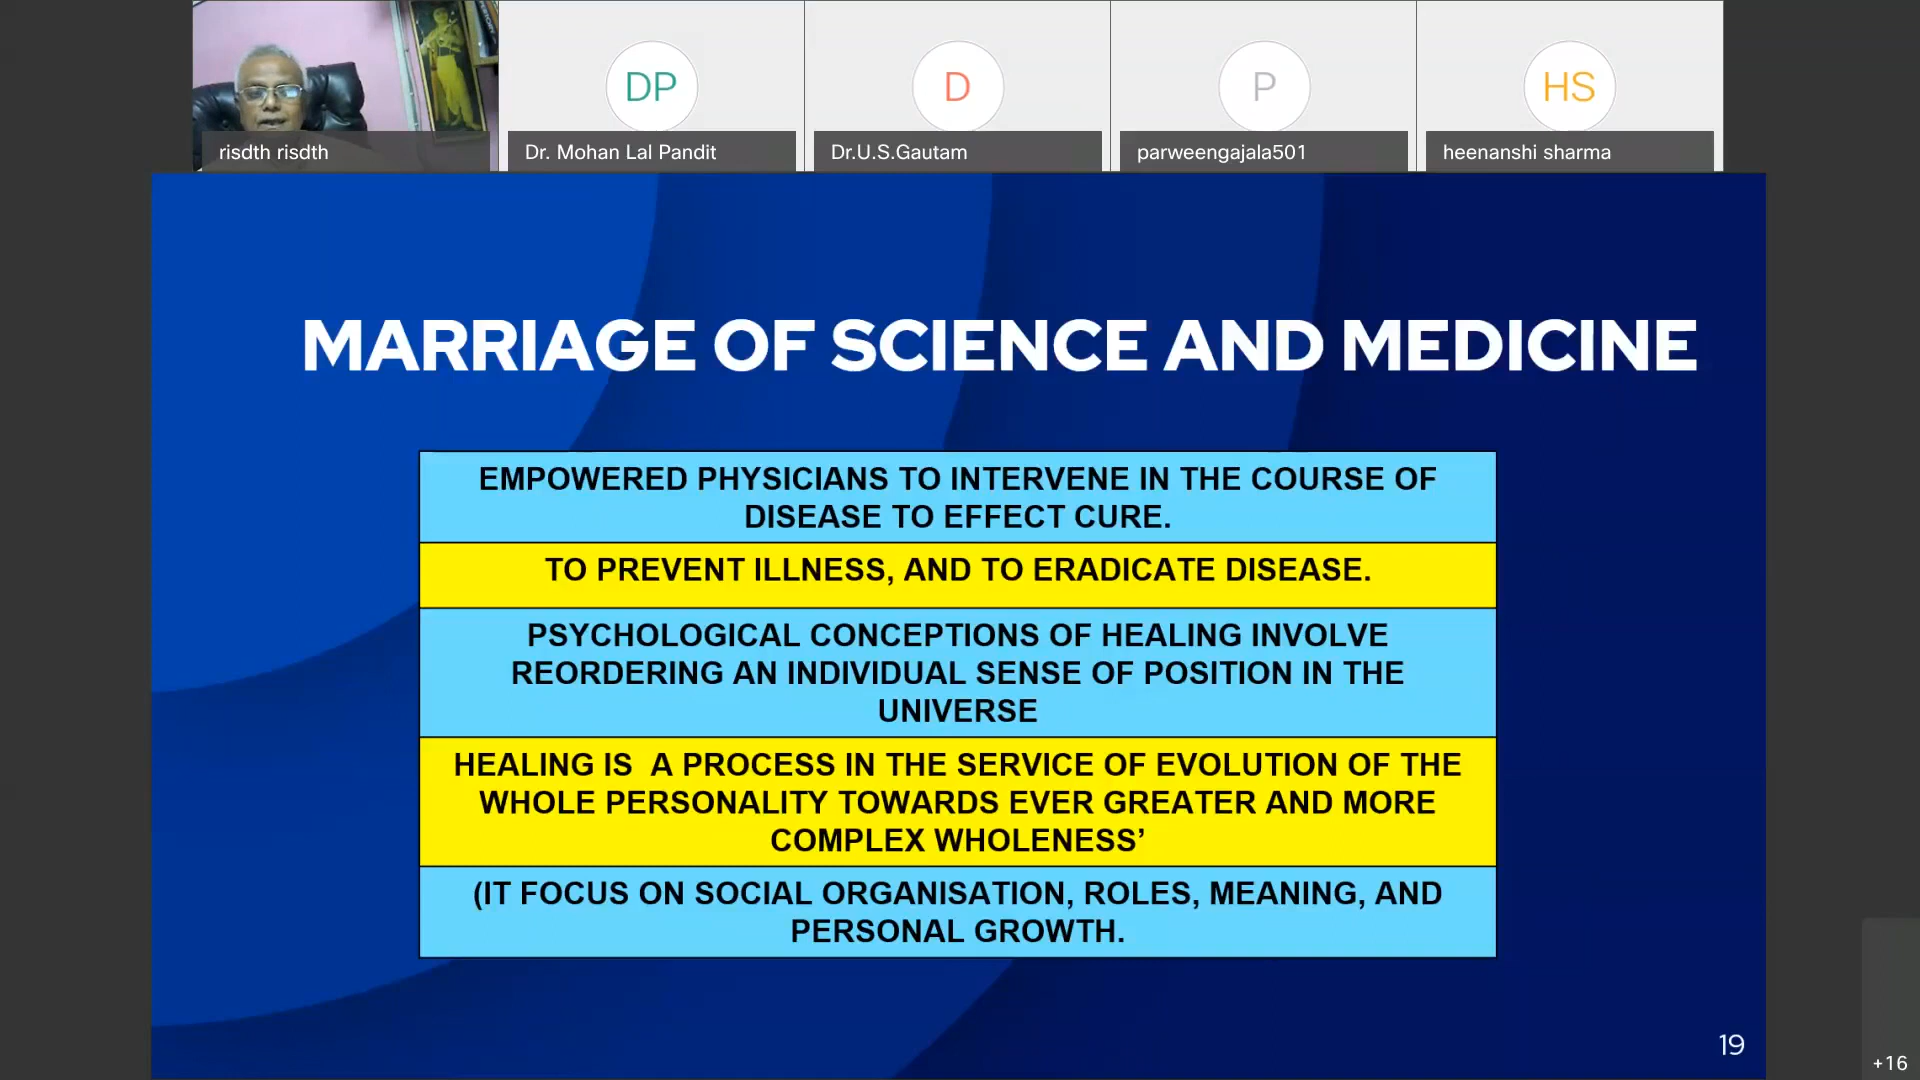 DP
D
P
HS
risdth risdth
Dr. Mohan Lal Pandit
Dr.U.S.Gautam
parweengajala501
heenanshi sharma
MARRIAGE OF SCIENCE AND MEDICINE
EMPOWERED PHYSICIANS TO INTERVENE IN THE COURSE OF
DISEASE TO EFFECT CURE.
TO PREVENT ILLNESS, AND TO ERADICATE DISEASE.
PSYCHOLOGICAL CONCEPTIONS OF HEALING INVOLVE
REORDERING AN INDIVIDUAL SENSE OF POSITION IN THE
UNIVERSE
HEALING IS  A PROCESS IN THE SERVICE OF EVOLUTION OF THE
WHOLE PERSONALITY TOWARDS EVER GREATER AND MORE
COMPLEX WHOLENESS’
(IT FOCUS ON SOCIAL ORGANISATION, ROLES, MEANING, AND
PERSONAL GROWTH.
19
+16